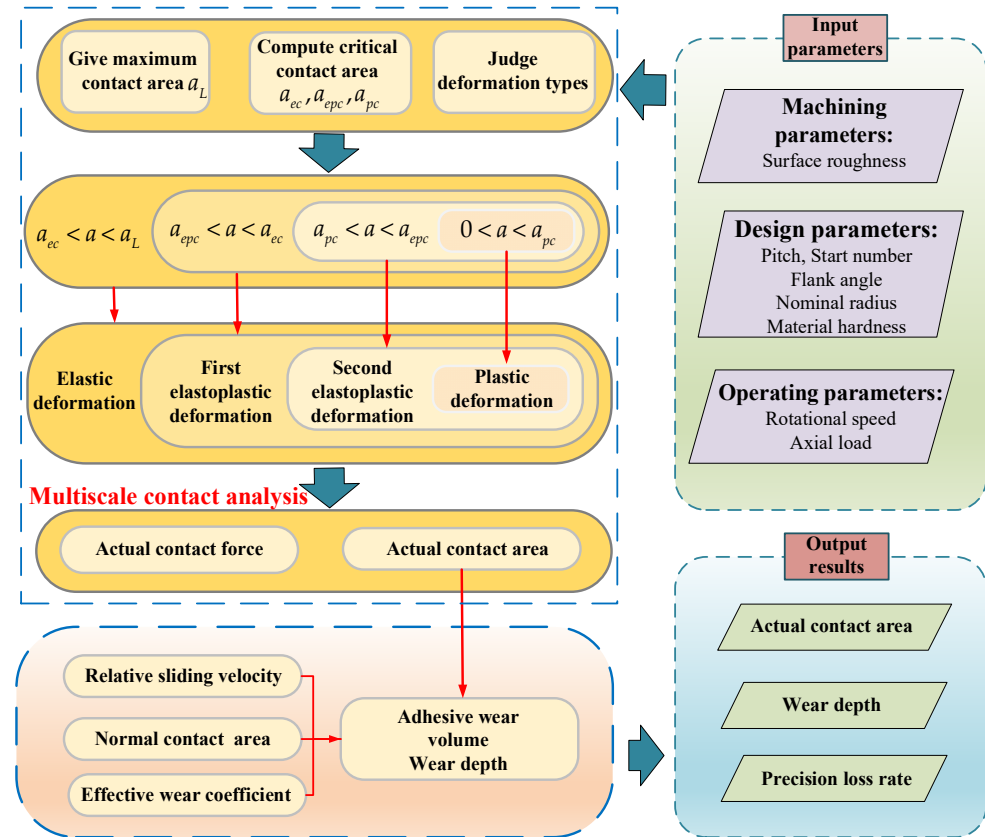 Give maximum
contact area a_L
Compute critical
contact area
a_ec, a_epc, a_pc
Judge
deformation types
a_ec < a < a_L
a_epc < a < a_ec
a_pc < a < a_epc
0 < a < a_pc
Elastic
deformation
First
elastoplastic
deformation
Second
elastoplastic
deformation
Plastic
deformation
Multiscale contact analysis
Actual contact force
Actual contact area
Relative sliding velocity
Normal contact area
Effective wear coefficient
Adhesive wear
volume
Wear depth
Input
parameters
Machining
parameters:
Surface roughness
Design parameters:
Pitch, Start number
Flank angle
Nominal radius
Material hardness
Operating parameters:
Rotational speed
Axial load
Output
results
Actual contact area
Wear depth
Precision loss rate